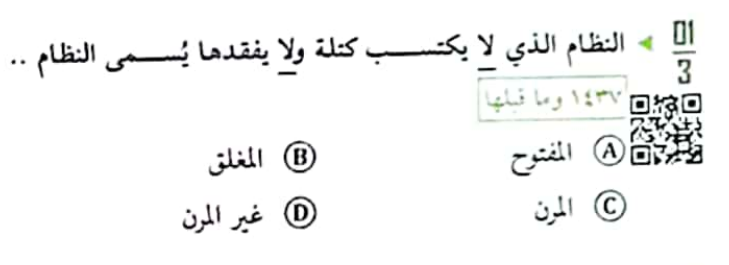 01/3 ◄ النظام الذي لا يكتسب كتلة ولا يفقدها يُسمى النظام ..
١٤٣٧ وما قبلها
A المفتوح B المغلق
C المرن D غير المرن